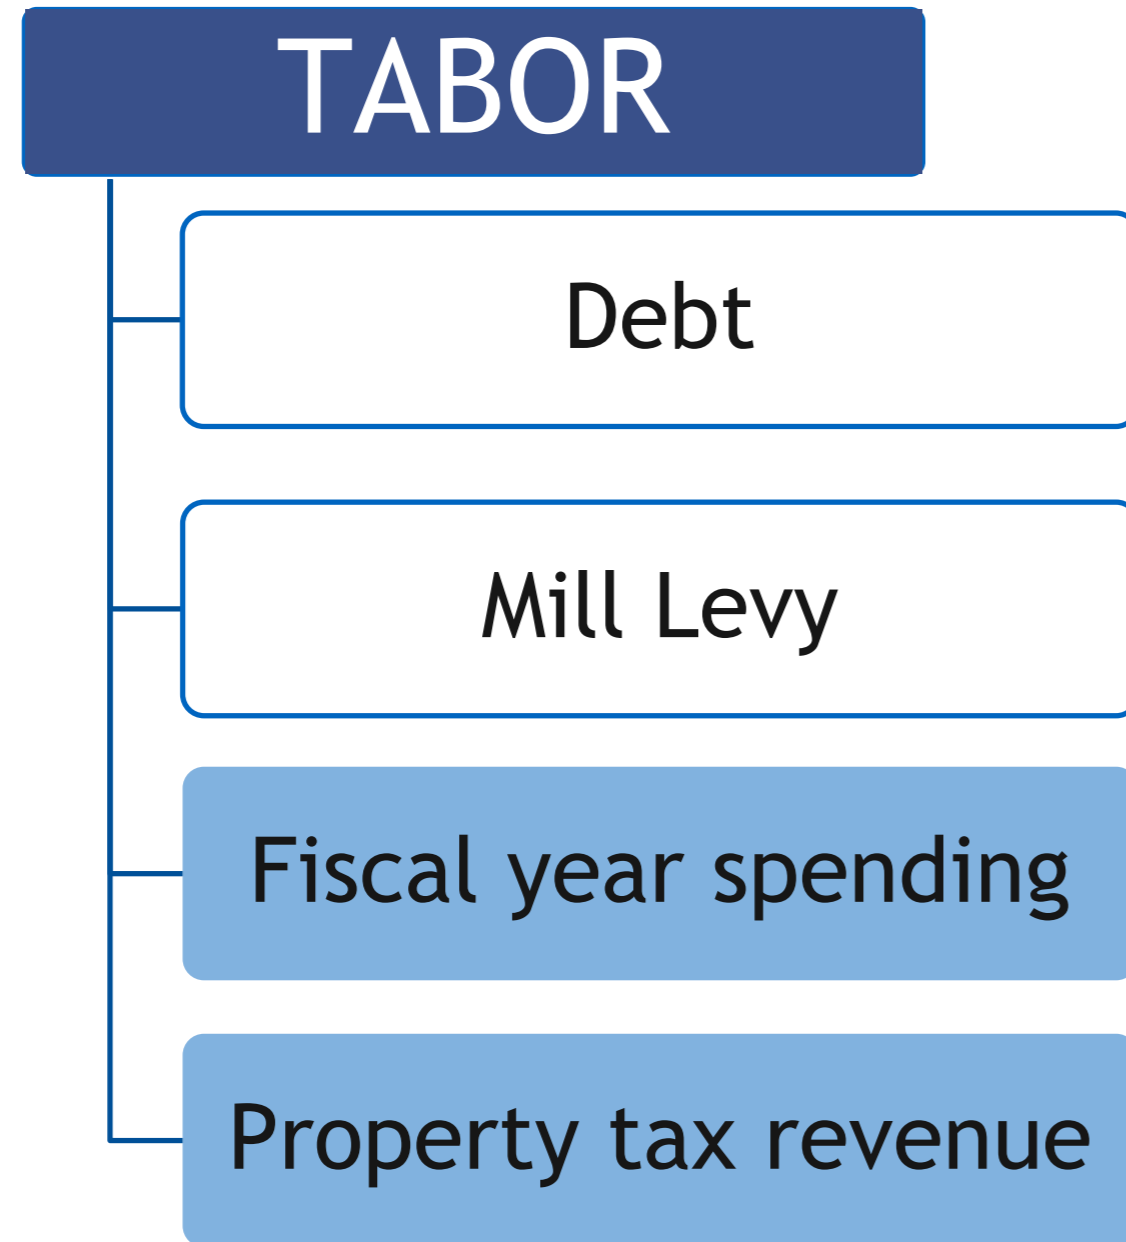 TABOR
Debt
Mill Levy
Fiscal year spending
Property tax revenue